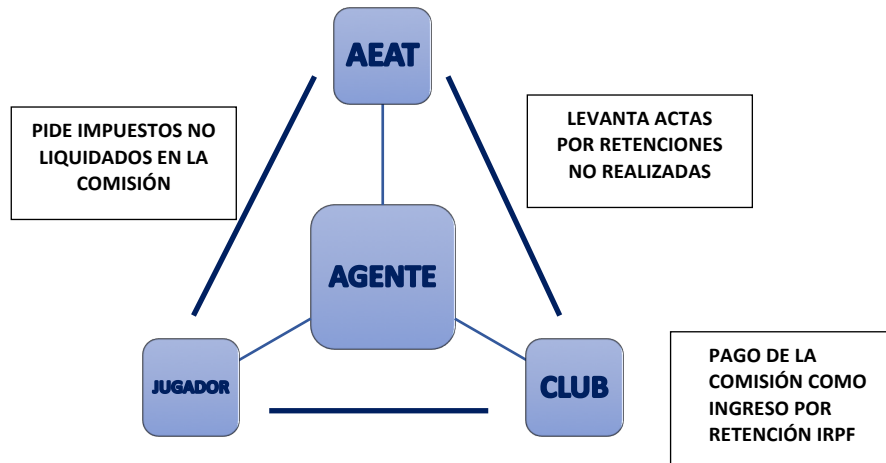 AEAT
PIDE IMPUESTOS NO
LIQUIDADOS EN LA
COMISIÓN
LEVANTA ACTAS
POR RETENCIONES
NO REALIZADAS
AGENTE
JUGADOR
CLUB
PAGO DE LA
COMISIÓN COMO
INGRESO POR
RETENCIÓN IRPF